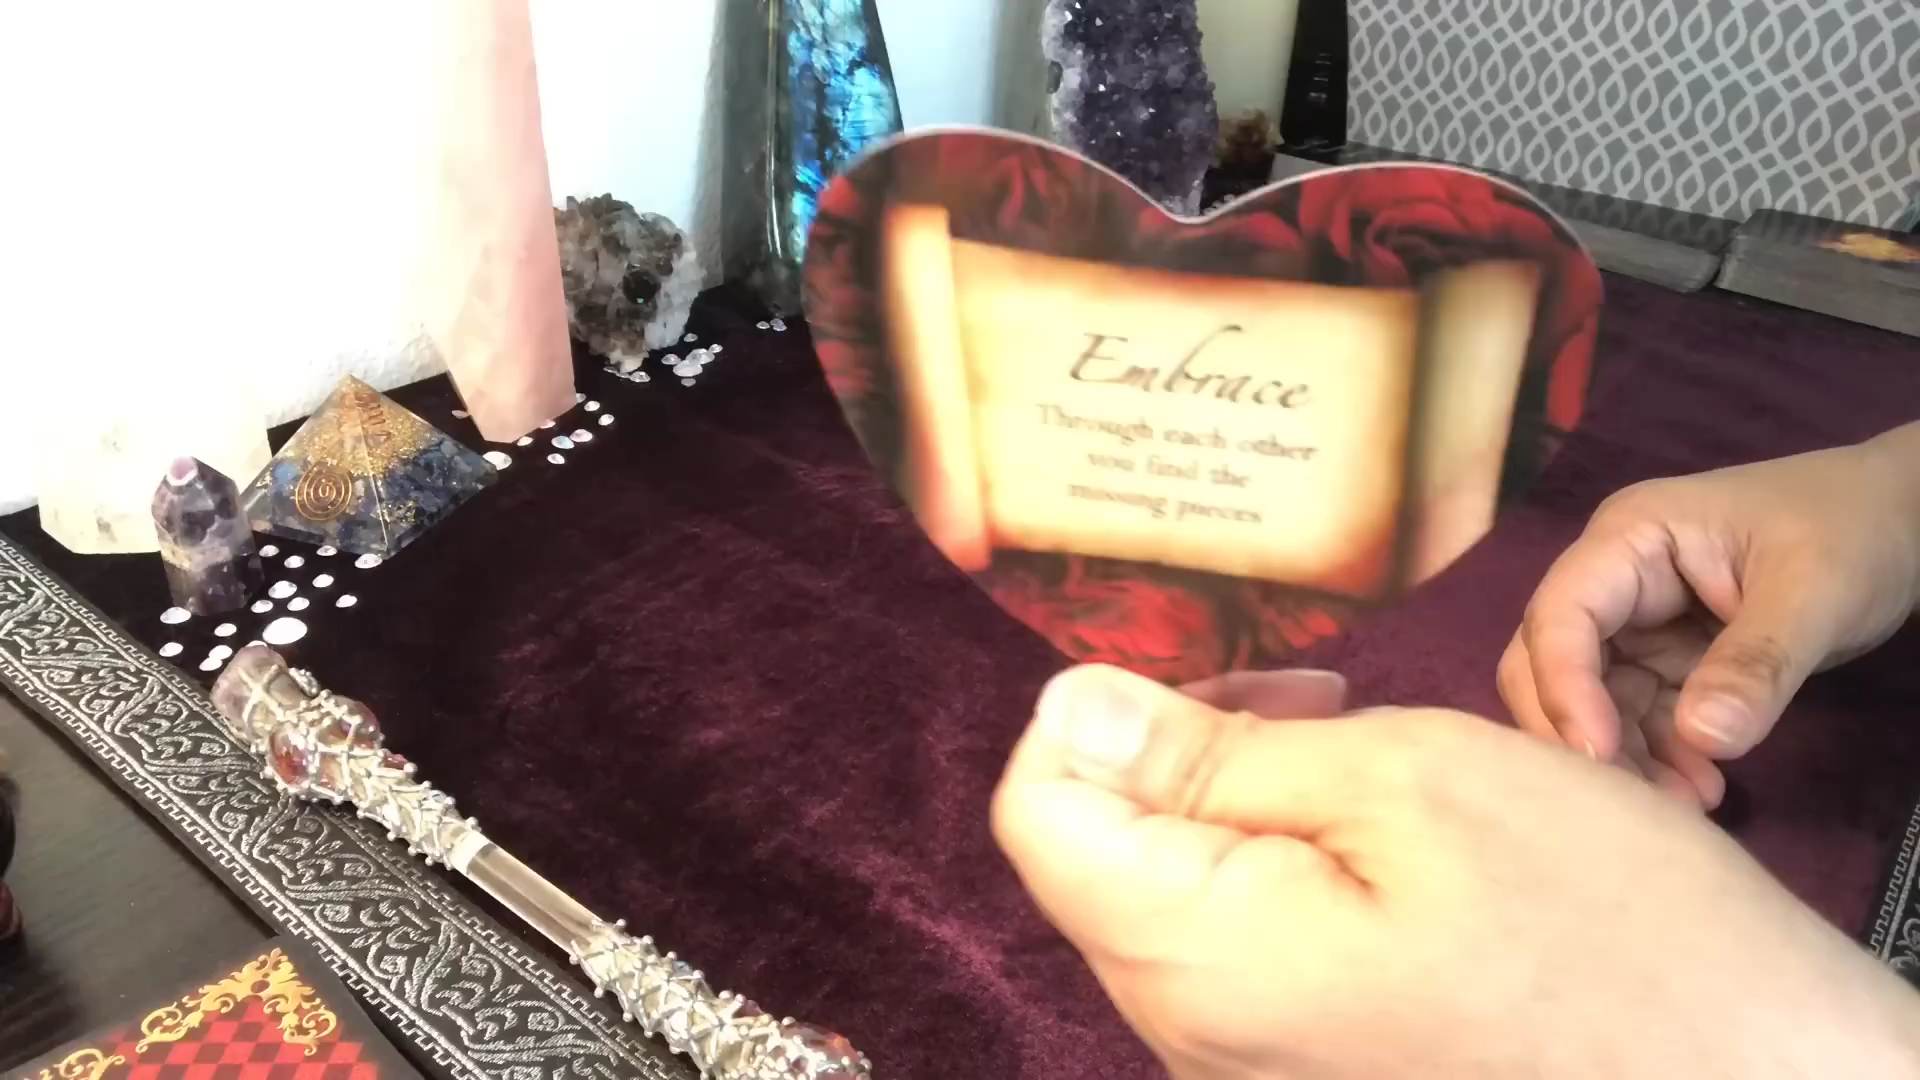 Embrace
Through each other
you find the
missing pieces